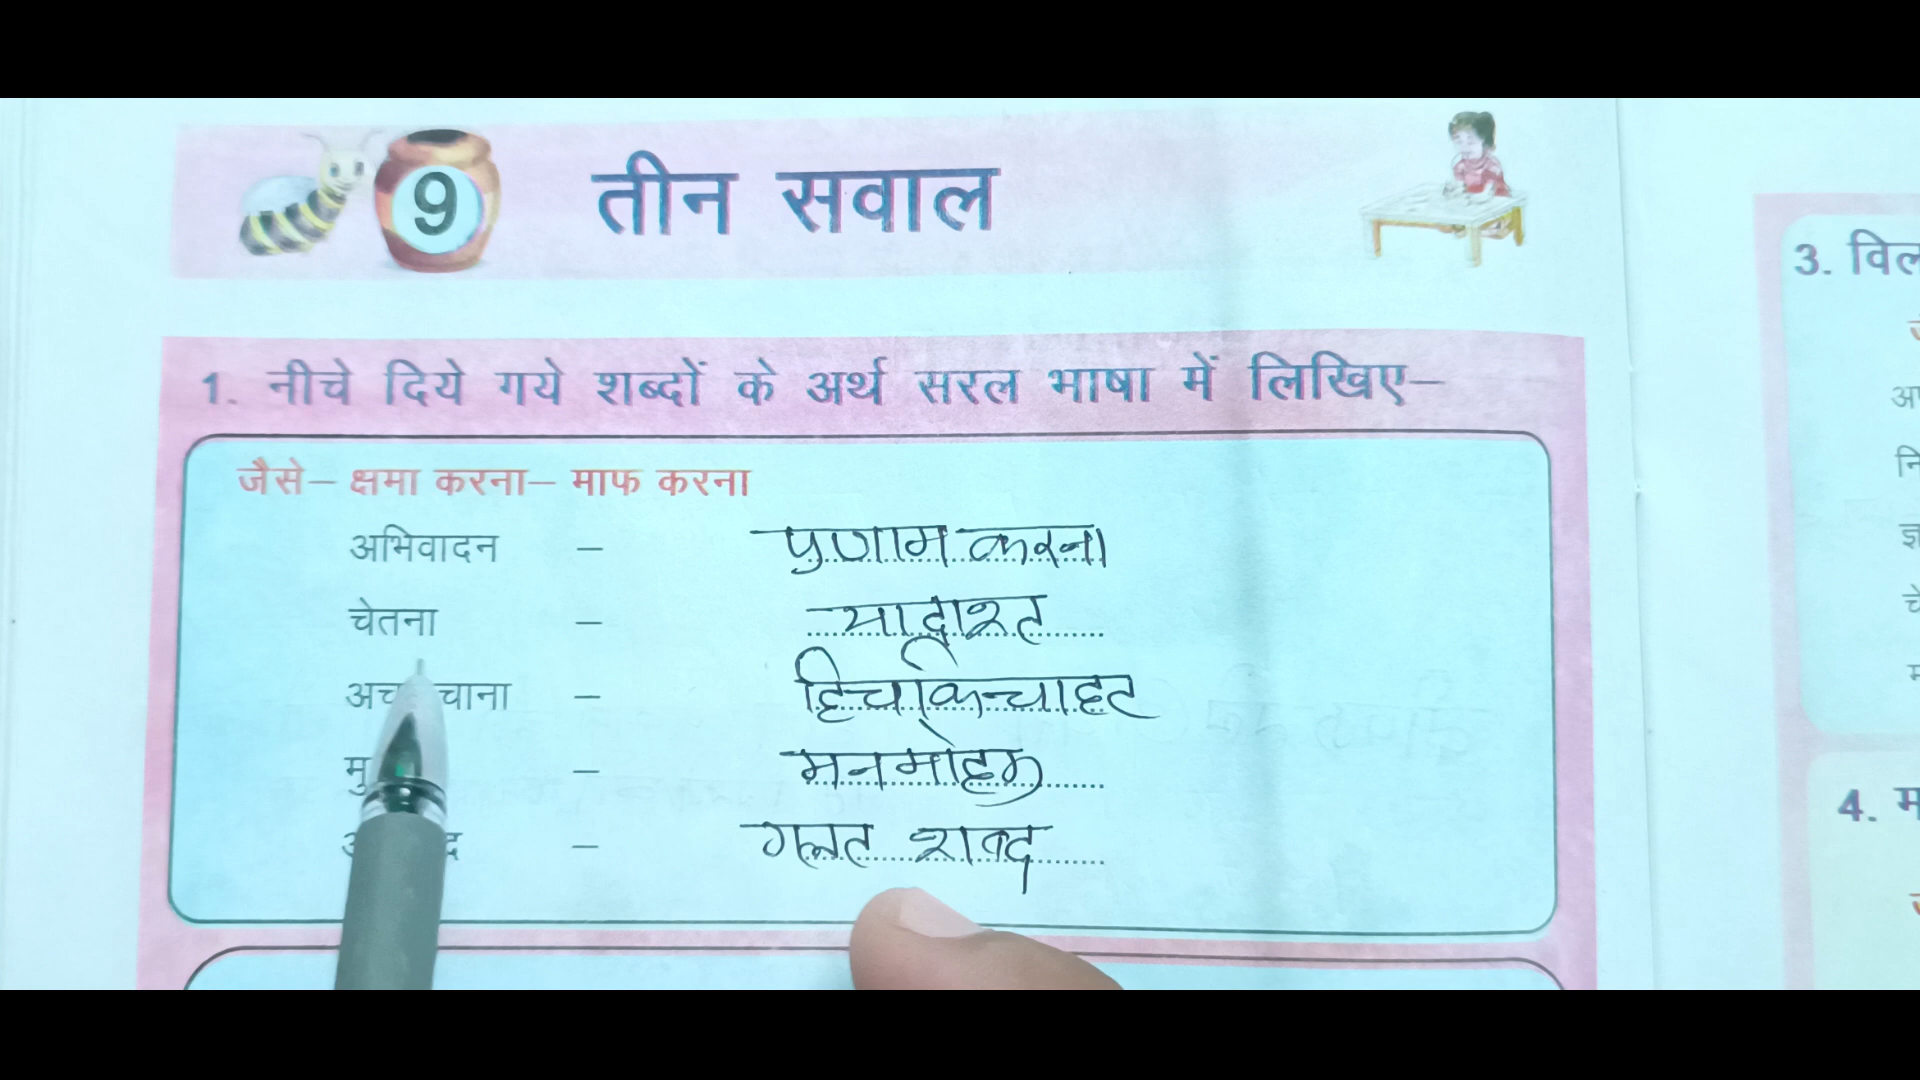 9 तीन सवाल
1. नीचे दिये गये शब्दों के अर्थ सरल भाषा में लिखिए–
जैसे– क्षमा करना– माफ करना
अभिवादन – प्रणाम करना
चेतना – याद्दाश्त
– हिचकिचाहट
– मनमोहक
– गलत शब्द
3.
4.